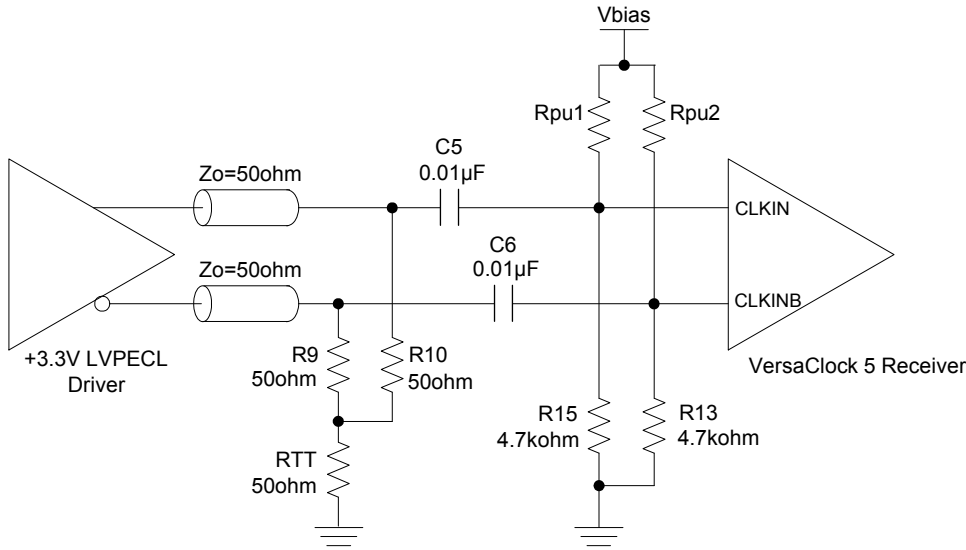 Vbias
Rpu1
Rpu2
C5
0.01µF
Zo=50ohm
CLKIN
C6
0.01µF
Zo=50ohm
CLKINB
+3.3V LVPECL
Driver
R9
50ohm
R10
50ohm
VersaClock 5 Receiver
R15
4.7kohm
R13
4.7kohm
RTT
50ohm